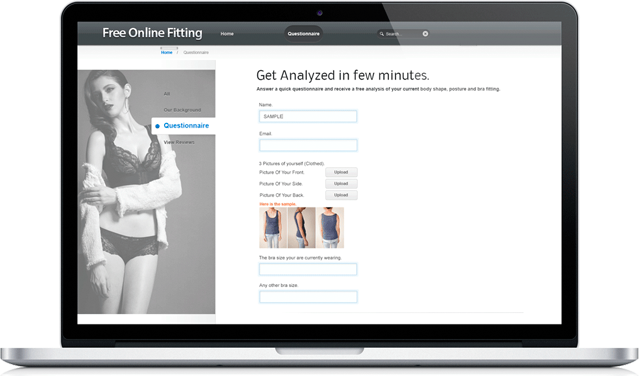 Free Online Fitting
Home
Questionnaire
Search...
Home
Questionnaire
Get Analyzed in few minutes.
Answer a quick questionnaire and receive a free analysis of your current body shape, posture and bra fitting.
All
Our Background
Questionnaire
View Reviews
Name
SAMPLE
Email
3 Pictures of yourself (Clothed).
Picture Of Your Front. Upload
Picture Of Your Side. Upload
Picture Of Your Back. Upload
Here is the sample.
The bra size your are currently wearing.
Any other bra size.